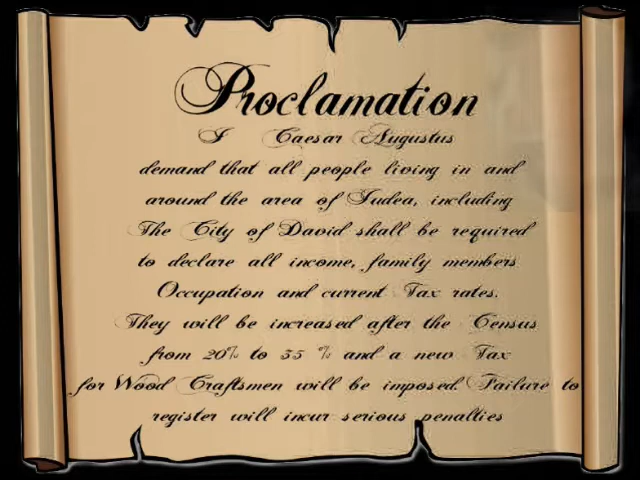 Proclamation
I Caesar Augustus
demand that all people living in and
around the area of Judea, including
The City of David shall be required
to declare all income, family members
Occupation and current Tax rates.
They will be increased after the Census
from 20% to 35 % and a new Tax
for Wood Craftsmen will be imposed. Failure to
register will incur serious penalties